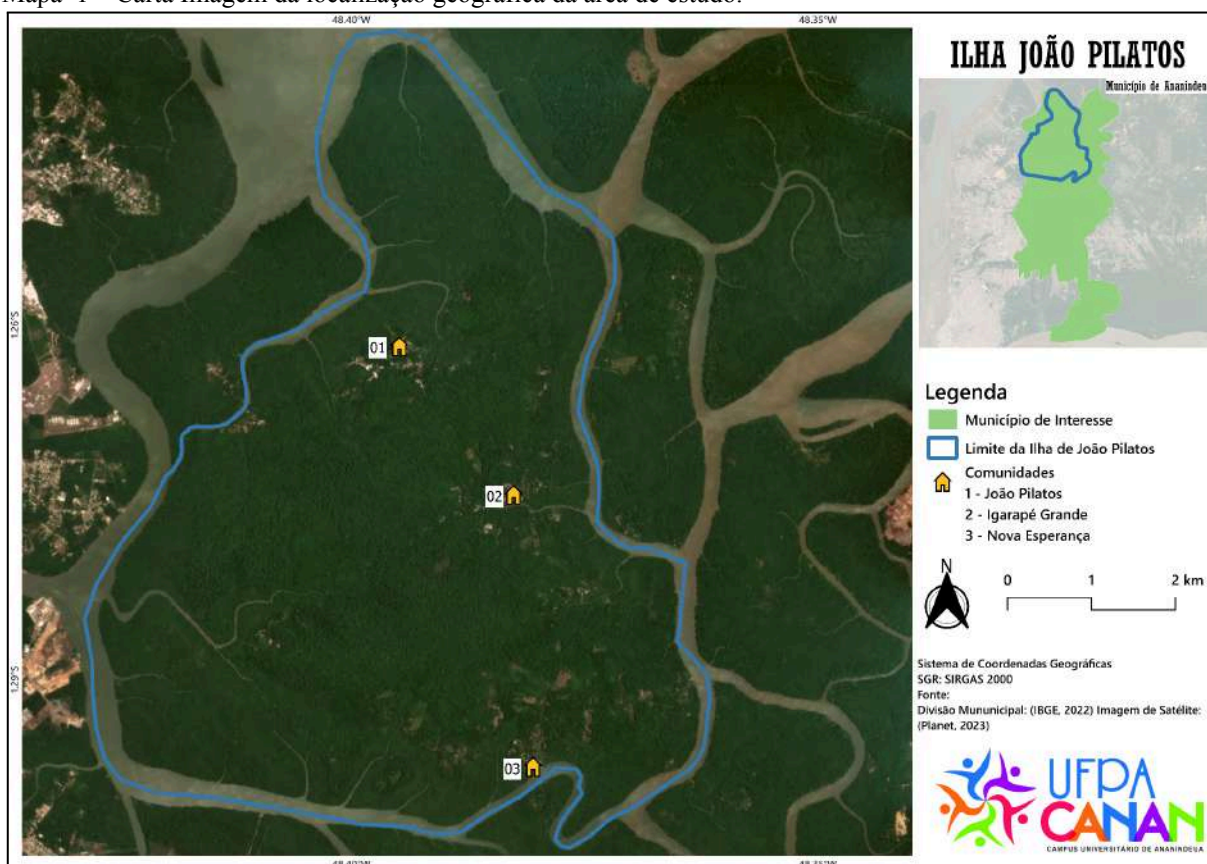 Mapa 1 – Carta Imagem da localização geográfica da área de estudo.
48.40°W
48.35°W
1.26°S
1.29°S
01
02
03
48.40°W
48.35°W
ILHA JOÃO PILATOS
Município de Ananindeu
Legenda
Município de Interesse
Limite da Ilha de João Pilatos
Comunidades
1 - João Pilatos
2 - Igarapé Grande
3 - Nova Esperança
N
0 1 2 km
Sistema de Coordenadas Geográficas
SGR: SIRGAS 2000
Fonte:
Divisão Mununicipal: (IBGE, 2022) Imagem de Satélite:
(Planet, 2023)
UFPA
CANAN
CAMPUS UNIVERSITÁRIO DE ANANINDEUA